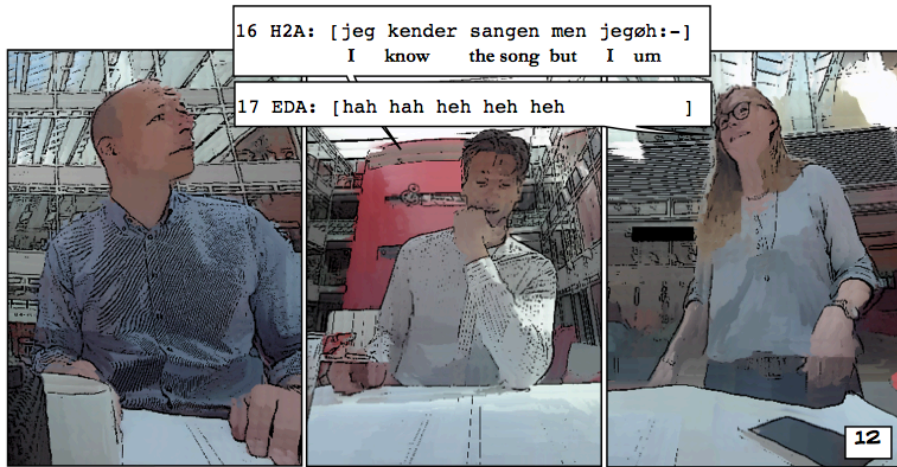 16 H2A: [jeg kender sangen men jegøh:-]
I know the song but I um
17 EDA: [hah hah heh heh heh ]
12